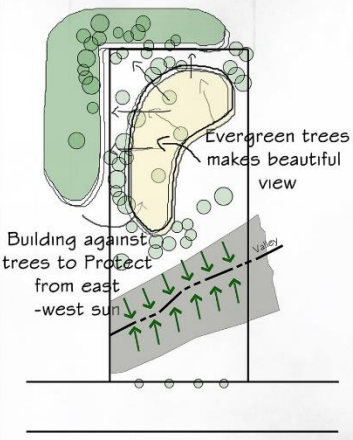 Evergreen trees
makes beautiful
view
Building against
trees to Protect
from east
-west sun
Valley